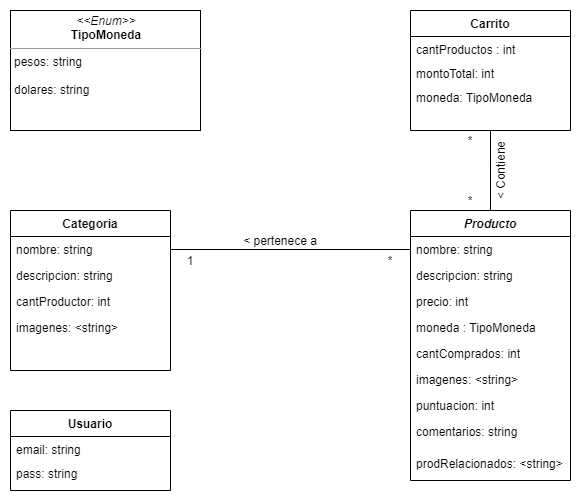 <<Enum>>
TipoMoneda
pesos: string
dolares: string
Carrito
cantProductos : int
montoTotal: int
moneda: TipoMoneda
*
< Contiene
*
Categoria
nombre: string
descripcion: string
cantProductor: int
imagenes: <string>
< pertenece a
1
*
Producto
nombre: string
descripcion: string
precio: int
moneda : TipoMoneda
cantComprados: int
imagenes: <string>
puntuacion: int
comentarios: string
prodRelacionados: <string>
Usuario
email: string
pass: string